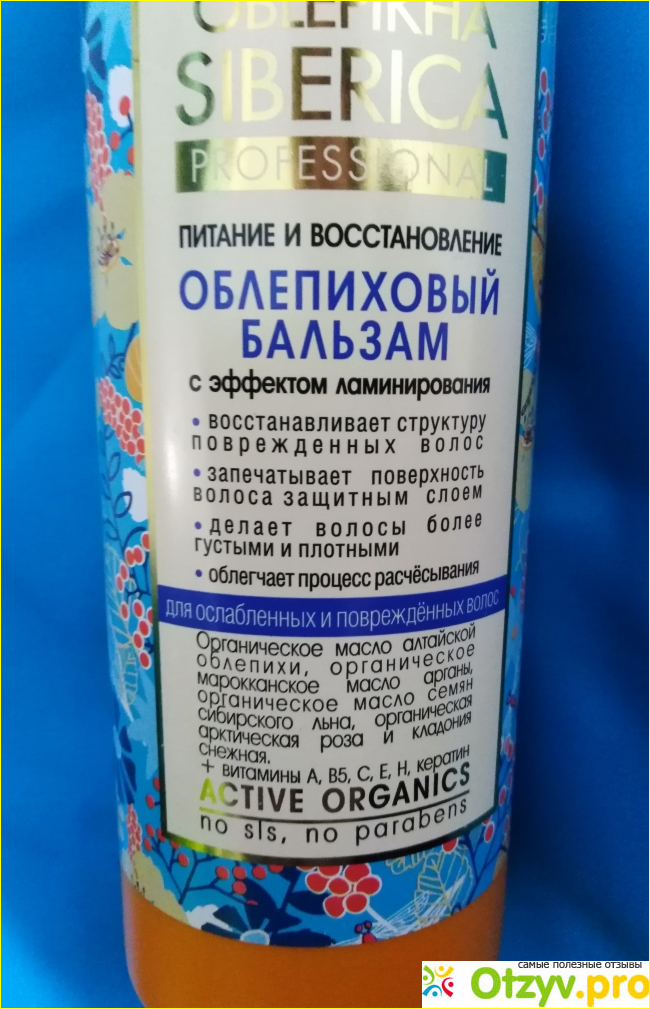 OBLEPIKHA
SIBERICA
PROFESSIONAL
ПИТАНИЕ И ВОССТАНОВЛЕНИЕ
ОБЛЕПИХОВЫЙ
БАЛЬЗАМ
с эффектом ламинирования
• восстанавливает структуру
поврежденных волос
• запечатывает поверхность
волоса защитным слоем
• делает волосы более
густыми и плотными
• облегчает процесс расчёсывания
для ослабленных и повреждённых волос
Органическое масло алтайской
облепихи, органическое
марокканское масло арганы,
органическое масло семян
сибирского льна, органическая
арктическая роза и кладония
снежная.
+ витамины А, В5, С, Е, Н, кератин
ACTIVE ORGANICS
no sls, no parabens
самые полезные отзывы
Otzyv.pro